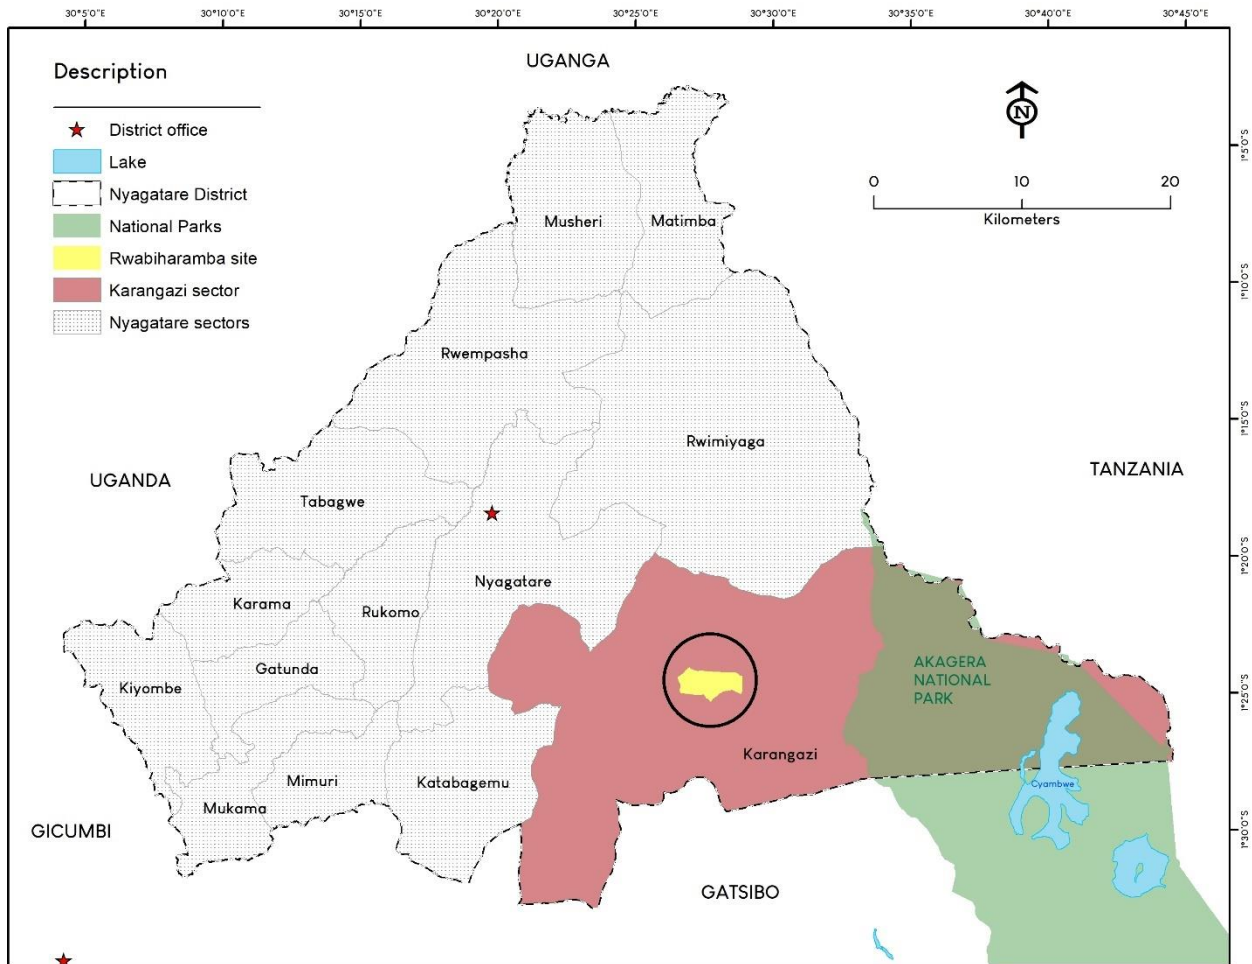 30°5'0"E
30°10'0"E
30°15'0"E
30°20'0"E
30°25'0"E
30°30'0"E
30°35'0"E
30°40'0"E
30°45'0"E
UGANGA
Description
District office
Lake
Nyagatare District
National Parks
Rwabiharamba site
Karangazi sector
Nyagatare sectors
N
0 10 20
Kilometers
1°5'0"S
1°10'0"S
1°15'0"S
1°20'0"S
1°25'0"S
1°30'0"S
Musheri
Matimba
Rwempasha
Rwimiyaga
UGANDA
TANZANIA
Tabagwe
Nyagatare
Karama
Rukomo
Gatunda
Kiyombe
AKAGERA
NATIONAL
PARK
Karangazi
Mimuri
Katabagemu
Cyambwe
Mukama
GICUMBI
GATSIBO